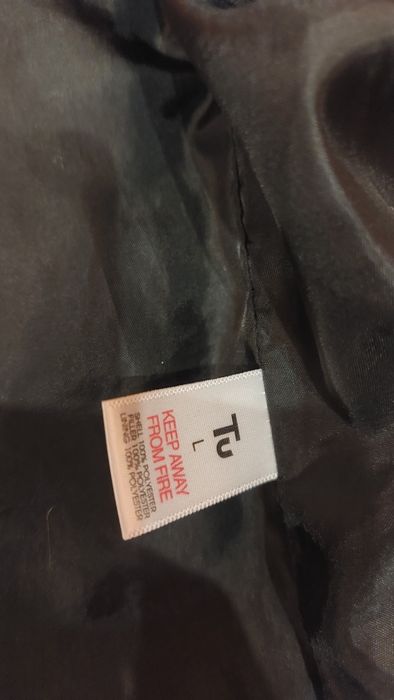 Tu
L
KEEP AWAY
FROM FIRE
SHELL 100% POLYESTER
FILLER 100% POLYESTER
LINING 100% POLYESTER